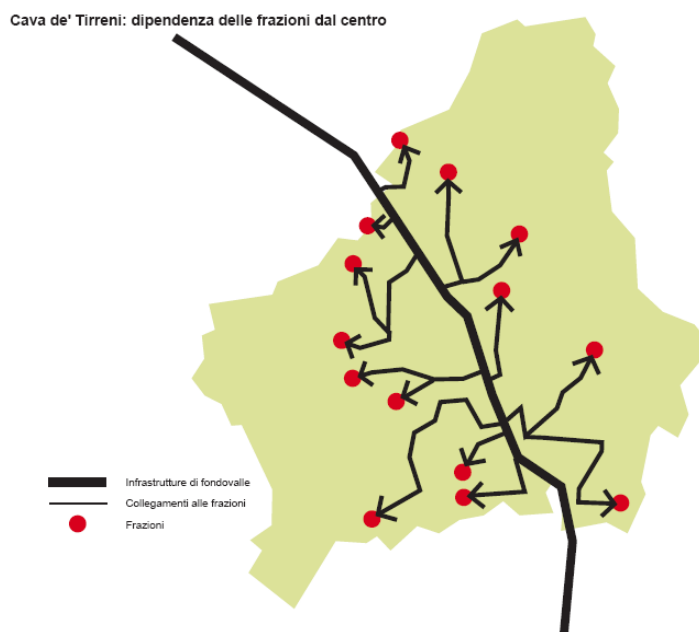 Cava de' Tirreni: dipendenza delle frazioni dal centro
Infrastrutture di fondovalle
Collegamenti alle frazioni
Frazioni